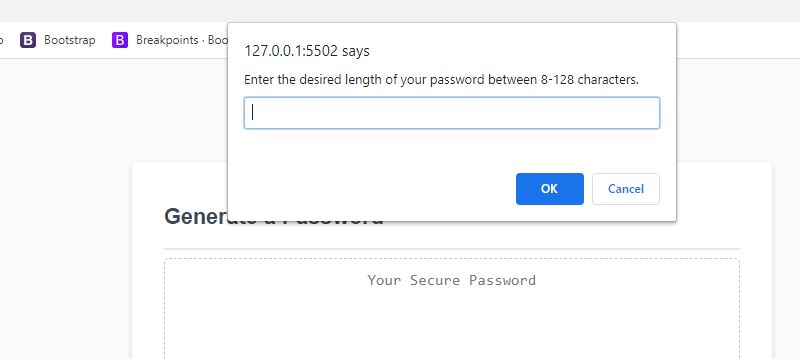 Bootstrap
Breakpoints · Boo
127.0.0.1:5502 says
Enter the desired length of your password between 8-128 characters.
OK
Cancel
Generate a Password
Your Secure Password